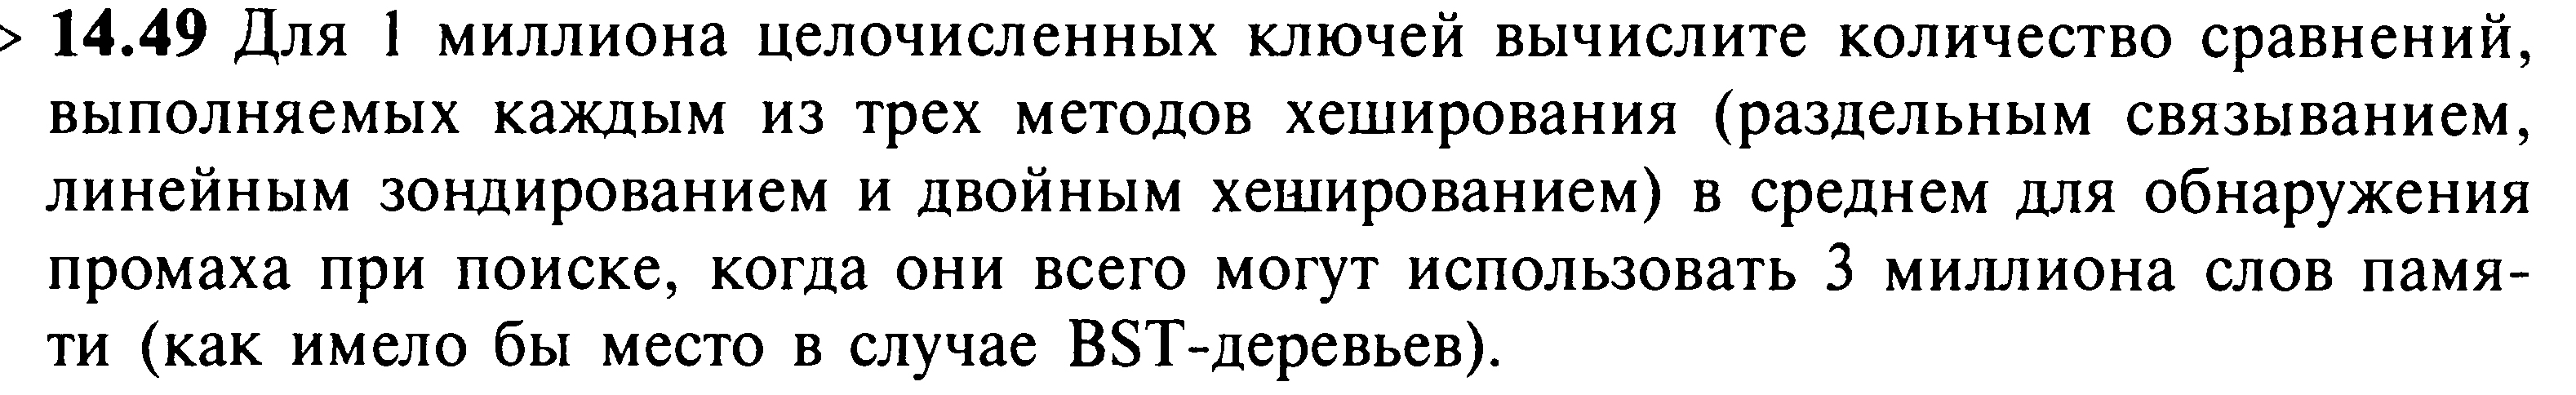 > 14.49 Для 1 миллиона целочисленных ключей вычислите количество сравнений,
выполняемых каждым из трех методов хеширования (раздельным связыванием,
линейным зондированием и двойным хешированием) в среднем для обнаружения
промаха при поиске, когда они всего могут использовать 3 миллиона слов памя-
ти (как имело бы место в случае BST-деревьев).